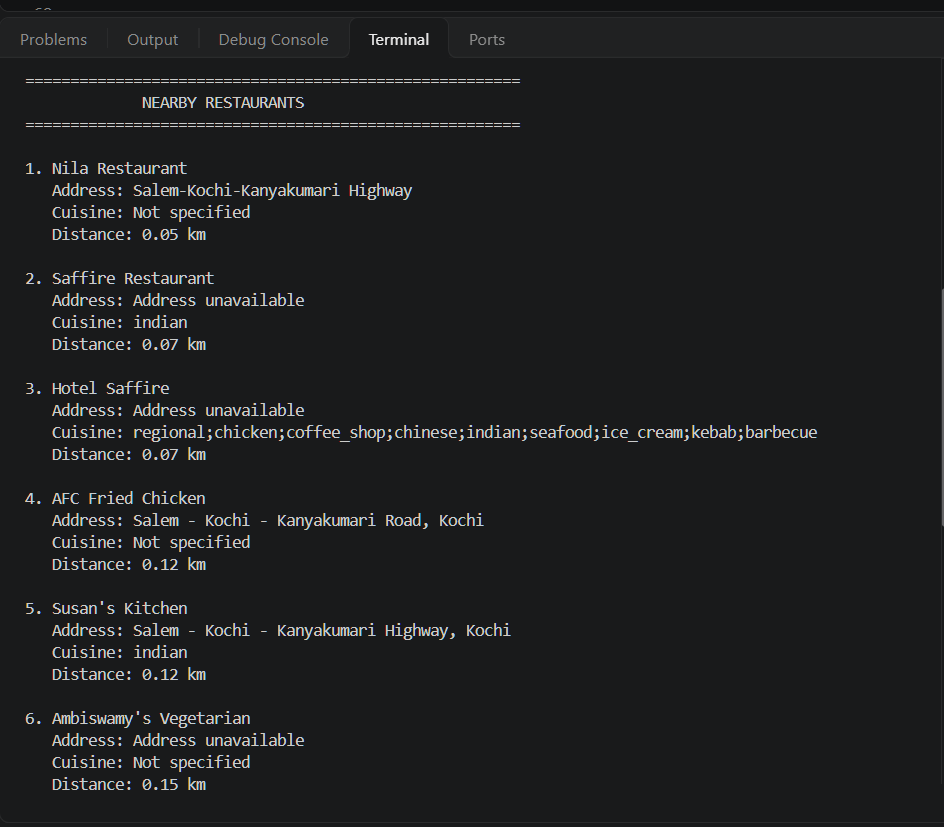 Problems Output Debug Console Terminal Ports
=======================================================
NEARBY RESTAURANTS
=======================================================
1. Nila Restaurant
Address: Salem-Kochi-Kanyakumari Highway
Cuisine: Not specified
Distance: 0.05 km
2. Saffire Restaurant
Address: Address unavailable
Cuisine: indian
Distance: 0.07 km
3. Hotel Saffire
Address: Address unavailable
Cuisine: regional;chicken;coffee_shop;chinese;indian;seafood;ice_cream;kebab;barbecue
Distance: 0.07 km
4. AFC Fried Chicken
Address: Salem - Kochi - Kanyakumari Road, Kochi
Cuisine: Not specified
Distance: 0.12 km
5. Susan's Kitchen
Address: Salem - Kochi - Kanyakumari Highway, Kochi
Cuisine: indian
Distance: 0.12 km
6. Ambiswamy's Vegetarian
Address: Address unavailable
Cuisine: Not specified
Distance: 0.15 km